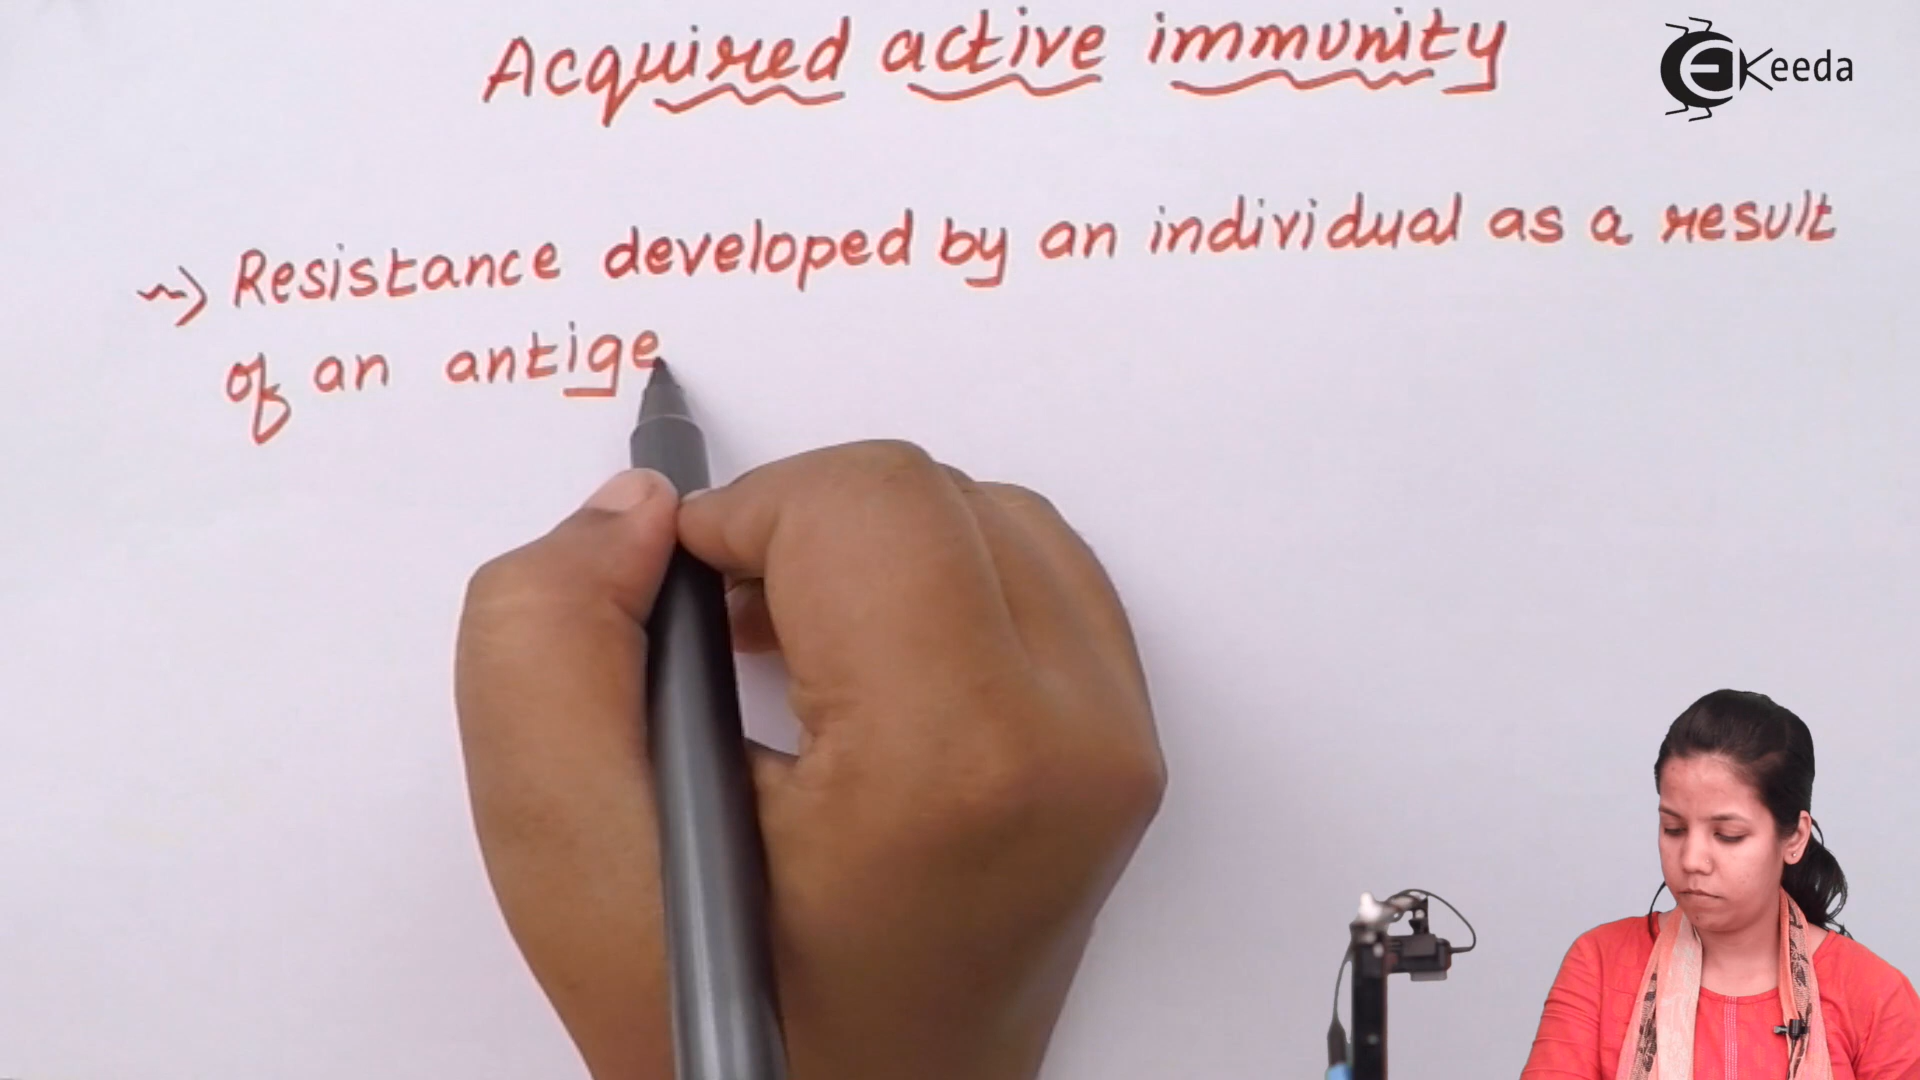 Acquired active immunity
EKeeda
~> Resistance developed by an individual as a result
of an antige